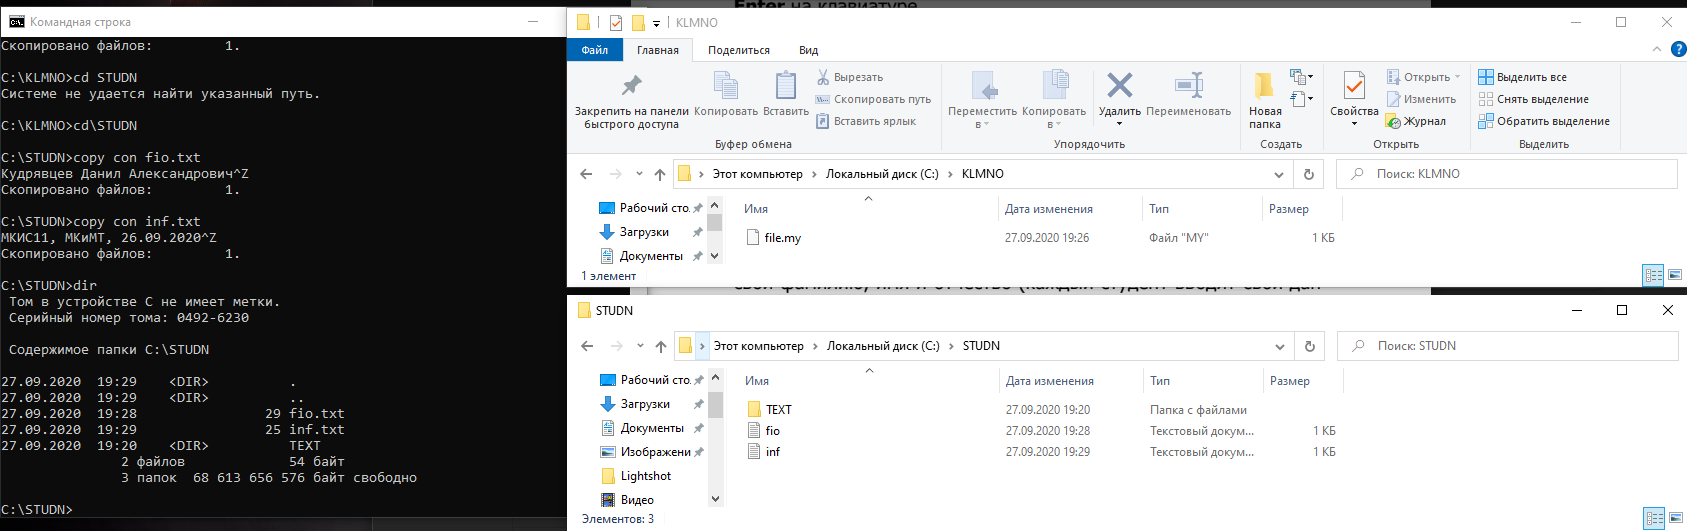 Enter на клавиатуре
Командная строка
Скопировано файлов:         1.
C:\KLMNO>cd STUDN
Системе не удается найти указанный путь.
C:\KLMNO>cd\STUDN
C:\STUDN>copy con fio.txt
Кудрявцев Данил Александрович^Z
Скопировано файлов:         1.
C:\STUDN>copy con inf.txt
МКИС11, МКиМТ, 26.09.2020^Z
Скопировано файлов:         1.
C:\STUDN>dir
Том в устройстве C не имеет метки.
Серийный номер тома: 0492-6230
Содержимое папки C:\STUDN
27.09.2020  19:29    <DIR>          .
27.09.2020  19:29    <DIR>          ..
27.09.2020  19:28                29 fio.txt
27.09.2020  19:29                25 inf.txt
27.09.2020  19:20    <DIR>          TEXT
2 файлов             54 байт
3 папок  68 613 656 576 байт свободно
C:\STUDN>
KLMNO
Файл Главная Поделиться Вид
Закрепить на панели быстрого доступа
Копировать
Вставить
Вырезать
Скопировать путь
Вставить ярлык
Буфер обмена
Переместить в
Копировать в
Удалить
Переименовать
Упорядочить
Новая папка
Создать
Свойства
Открыть
Изменить
Журнал
Открыть
Выделить все
Снять выделение
Обратить выделение
Выделить
Этот компьютер > Локальный диск (C:) > KLMNO
Поиск: KLMNO
Рабочий сто.
Загрузки
Документы
Имя Дата изменения Тип Размер
file.my 27.09.2020 19:26 Файл "MY" 1 КБ
1 элемент
STUDN
Этот компьютер > Локальный диск (C:) > STUDN
Поиск: STUDN
Рабочий сто.
Загрузки
Документы
Изображени
Lightshot
Видео
Имя Дата изменения Тип Размер
TEXT 27.09.2020 19:20 Папка с файлами
fio 27.09.2020 19:28 Текстовый докум... 1 КБ
inf 27.09.2020 19:29 Текстовый докум... 1 КБ
Элементов: 3